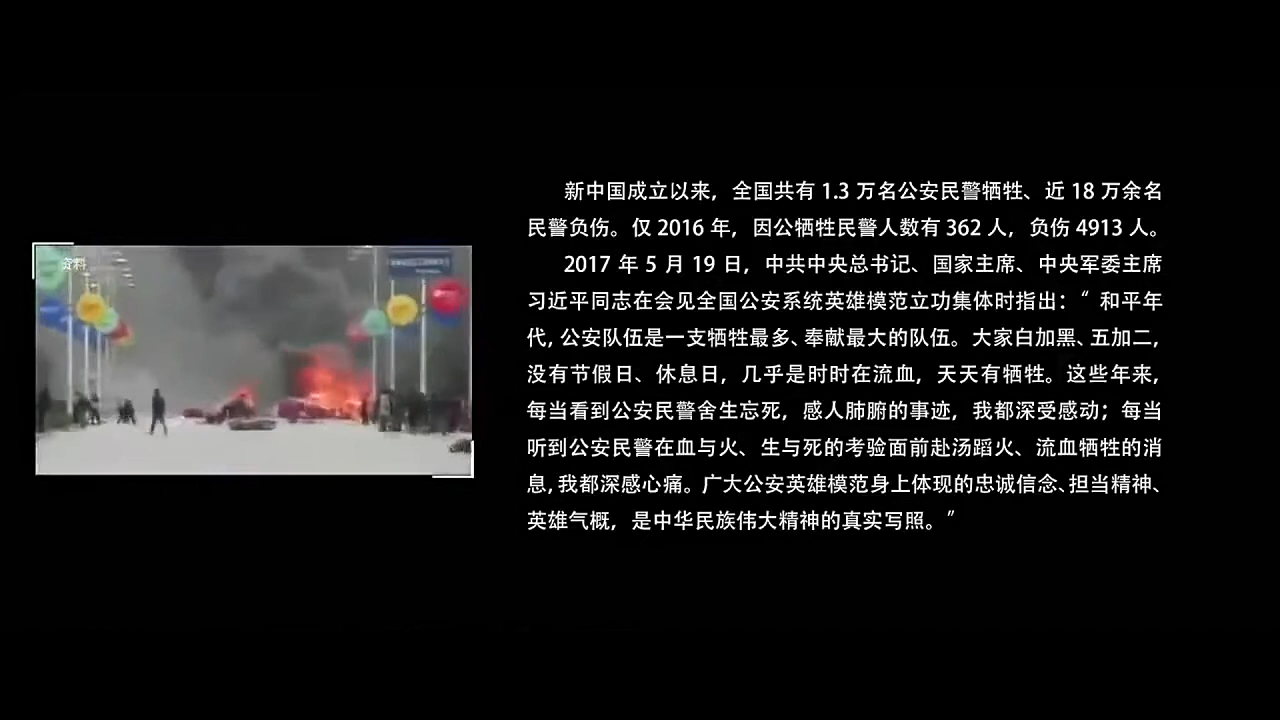 资料
新中国成立以来，全国共有 1.3 万名公安民警牺牲、近 18 万余名
民警负伤。仅 2016 年，因公牺牲民警人数有 362 人，负伤 4913 人。
2017 年 5 月 19 日，中共中央总书记、国家主席、中央军委主席
习近平同志在会见全国公安系统英雄模范立功集体时指出：“和平年
代，公安队伍是一支牺牲最多、奉献最大的队伍。大家白加黑、五加二，
没有节假日、休息日，几乎是时时在流血，天天有牺牲。这些年来，
每当看到公安民警舍生忘死，感人肺腑的事迹，我都深受感动；每当
听到公安民警在血与火、生与死的考验面前赴汤蹈火、流血牺牲的消
息，我都深感心痛。广大公安英雄模范身上体现的忠诚信念、担当精神、
英雄气概，是中华民族伟大精神的真实写照。”